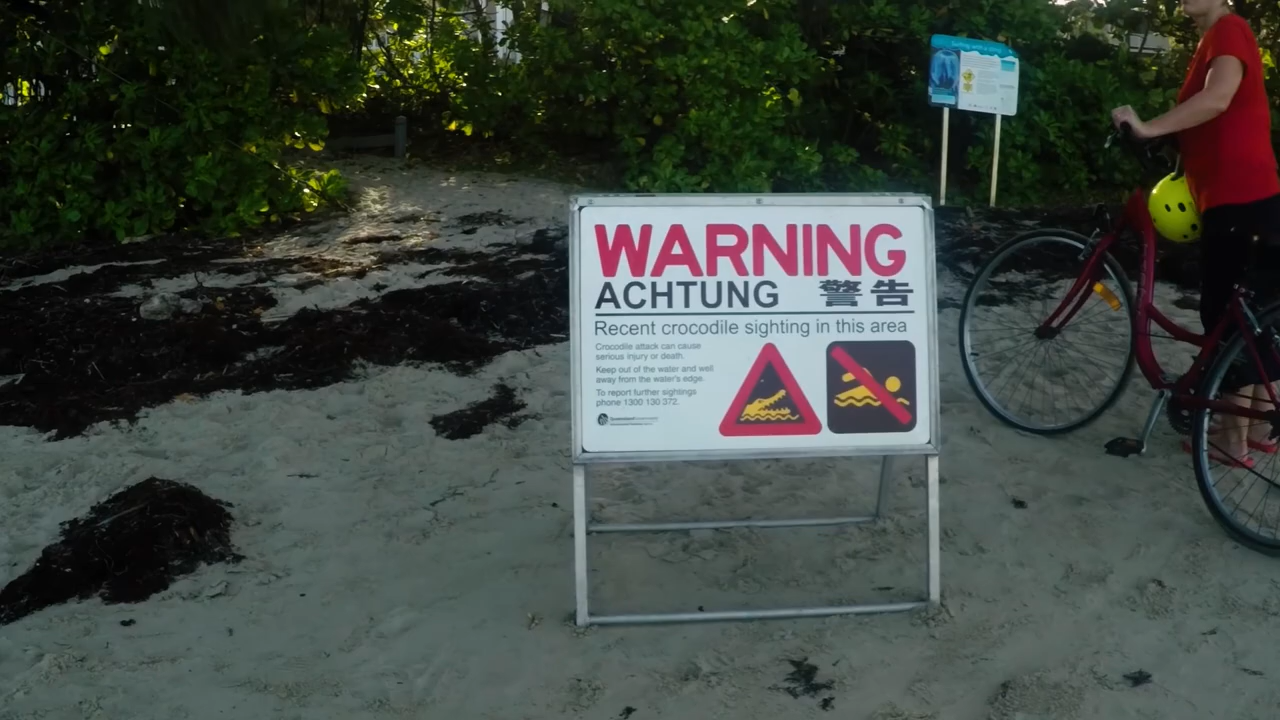 WARNING
ACHTUNG 警告
Recent crocodile sighting in this area
Crocodile attack can cause
serious injury or death.
Keep out of the water and well
away from the water's edge.
To report further sightings
phone 1300 130 372.
Queensland Government